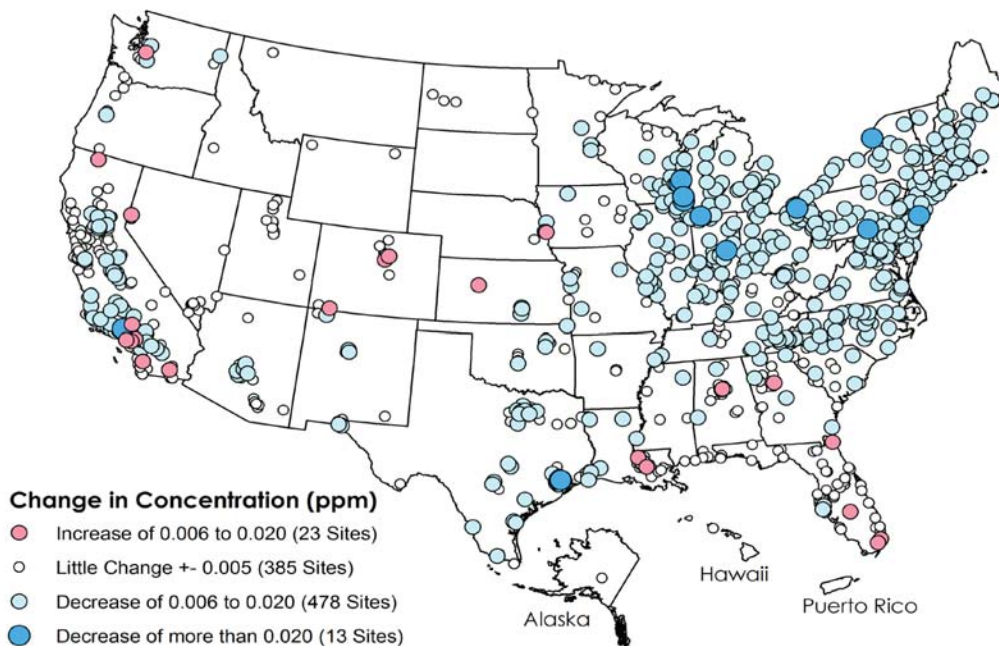 Change in Concentration (ppm)
Increase of 0.006 to 0.020 (23 Sites)
Little Change +- 0.005 (385 Sites)
Decrease of 0.006 to 0.020 (478 Sites)
Decrease of more than 0.020 (13 Sites)
Alaska
Hawaii
Puerto Rico